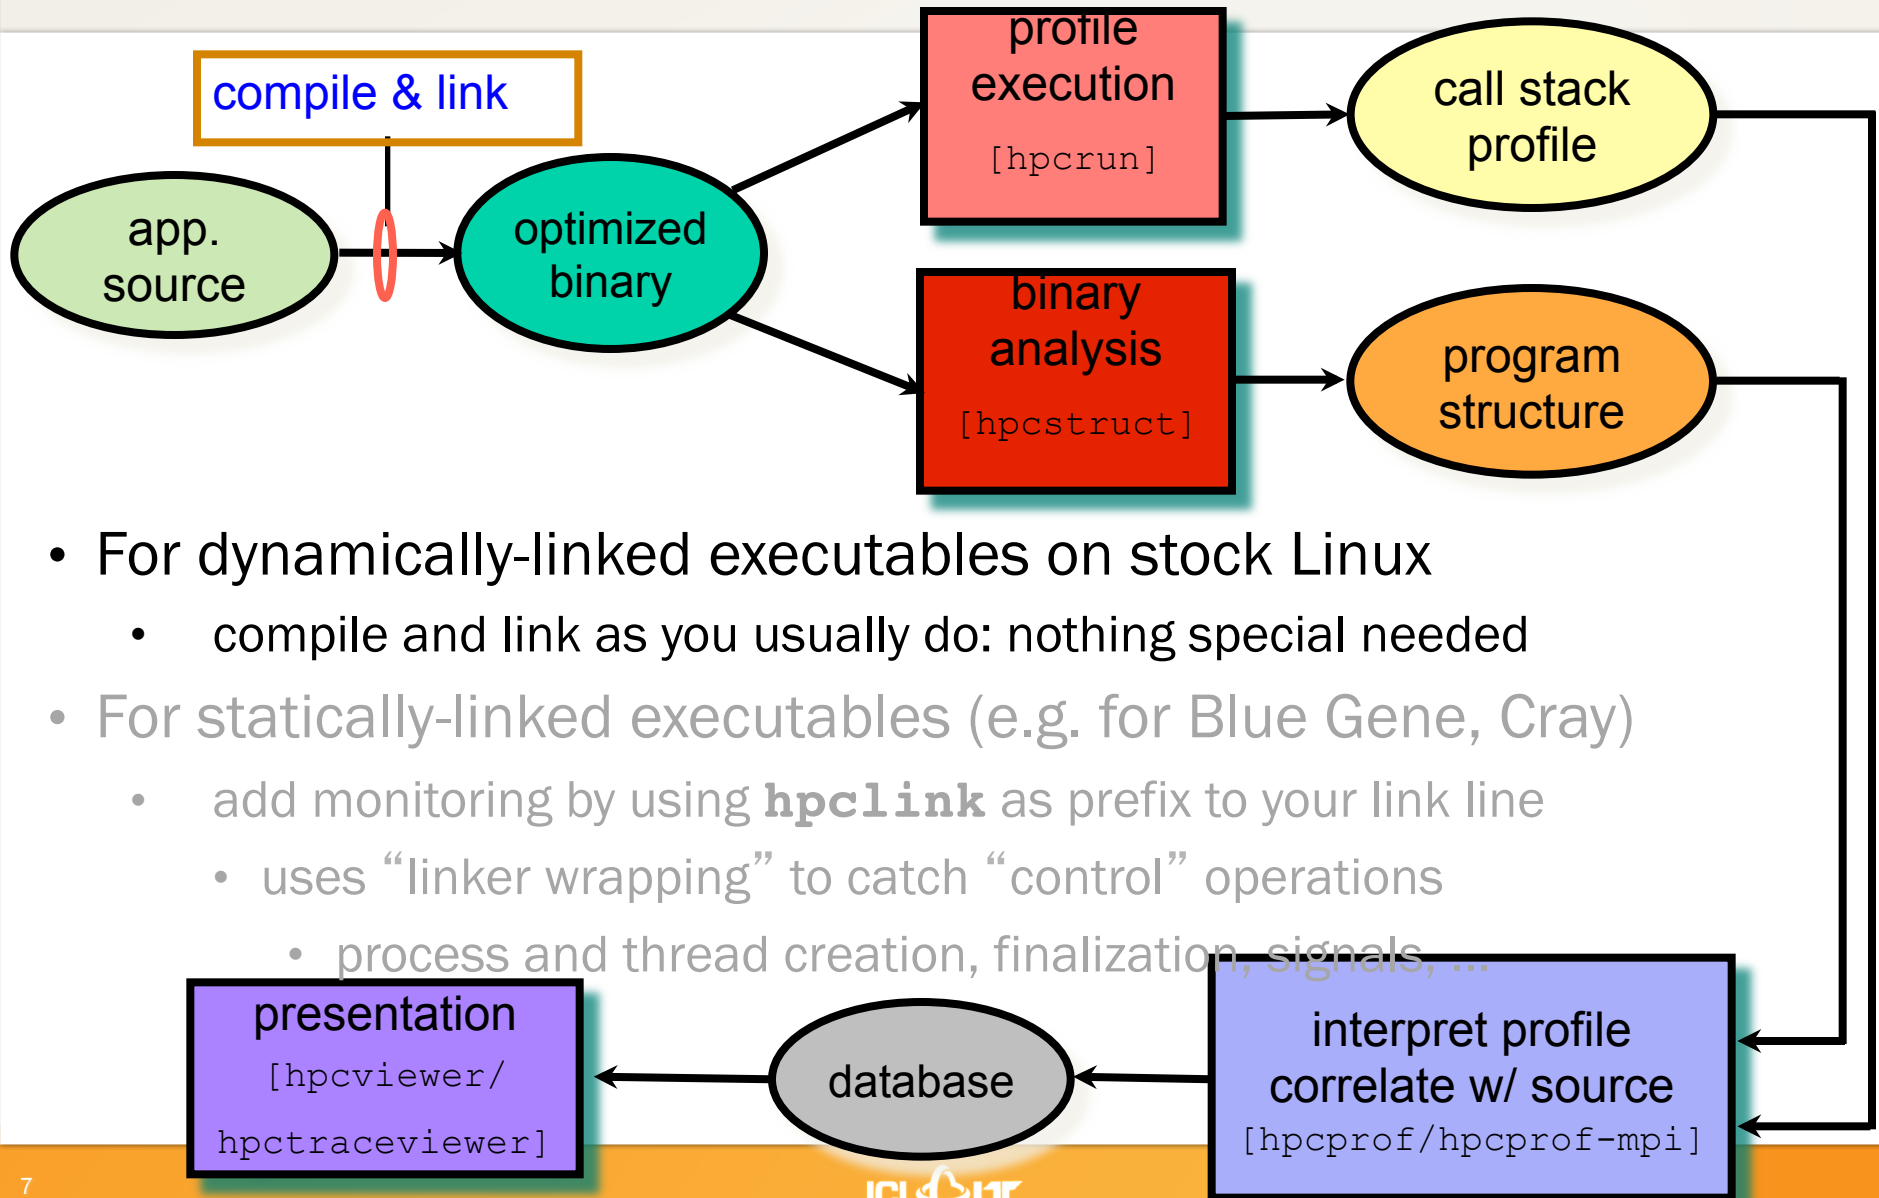 compile & link
app.
source
optimized
binary
profile
execution
[hpcrun]
call stack
profile
binary
analysis
[hpcstruct]
program
structure
• For dynamically-linked executables on stock Linux
• compile and link as you usually do: nothing special needed
• For statically-linked executables (e.g. for Blue Gene, Cray)
• add monitoring by using hpclink as prefix to your link line
• uses “linker wrapping” to catch “control” operations
• process and thread creation, finalization, signals, ...
presentation
[hpcviewer/
hpctraceviewer]
database
interpret profile
correlate w/ source
[hpcprof/hpcprof-mpi]
7